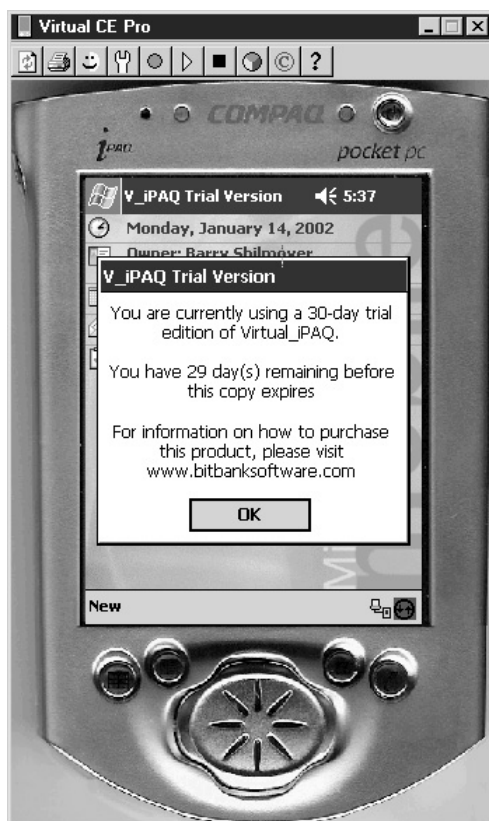 Virtual CE Pro
COMPAQ
iPAQ
pocket pc
V_iPAQ Trial Version 5:37
Monday, January 14, 2002
Owner: Barry Shilmover
V_iPAQ Trial Version
You are currently using a 30-day trial
edition of Virtual_iPAQ.
You have 29 day(s) remaining before
this copy expires
For information on how to purchase
this product, please visit
www.bitbanksoftware.com
OK
New